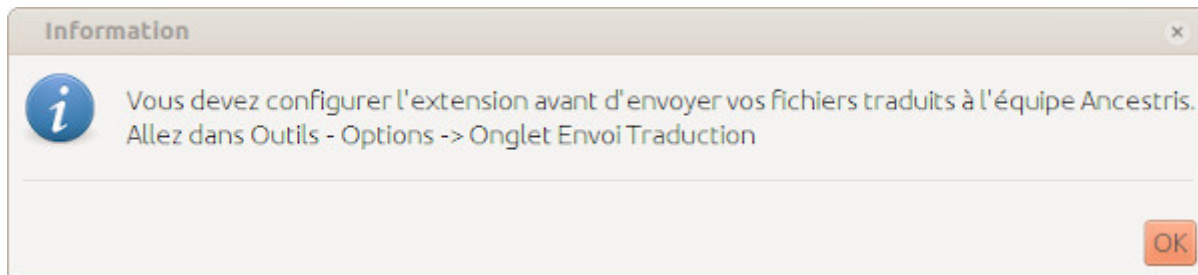 Information
Vous devez configurer l'extension avant d'envoyer vos fichiers traduits à l'équipe Ancestris.
Allez dans Outils - Options -> Onglet Envoi Traduction
OK